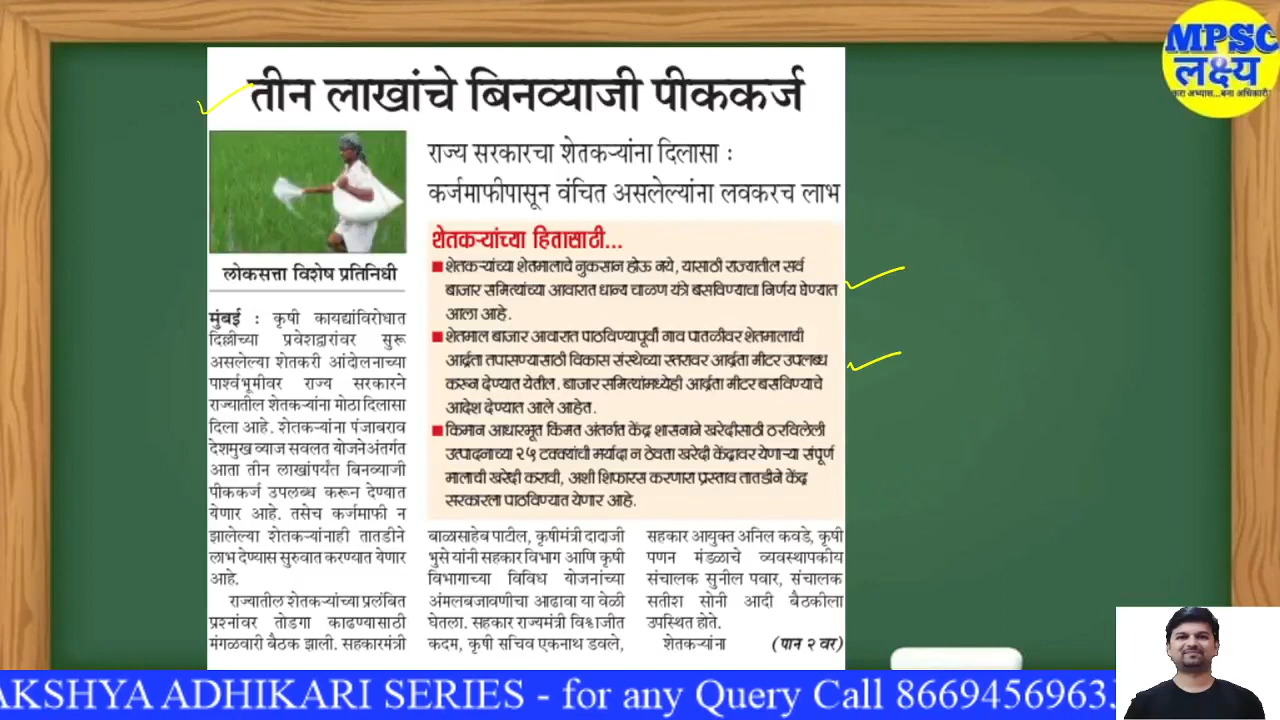 MPSC
लक्ष्य
करा अभ्यास...बना अधिकारी!
तीन लाखांचे बिनव्याजी पीककर्ज
राज्य सरकारचा शेतकऱ्यांना दिलासा :
कर्जमाफीपासून वंचित असलेल्यांना लवकरच लाभ
लोकसत्ता विशेष प्रतिनिधी
मुंबई : कृषी कायद्यांविरोधात
दिल्लीच्या प्रवेशद्वारांवर सुरू
असलेल्या शेतकरी आंदोलनाच्या
पार्श्वभूमीवर राज्य सरकारने
राज्यातील शेतकऱ्यांना मोठा दिलासा
दिला आहे. शेतकऱ्यांना पंजाबराव
देशमुख व्याज सवलत योजनेअंतर्गत
आता तीन लाखांपर्यंत बिनव्याजी
पीककर्ज उपलब्ध करून देण्यात
येणार आहे. तसेच कर्जमाफी न
झालेल्या शेतकऱ्यांनाही तातडीने
लाभ देण्यास सुरुवात करण्यात येणार
आहे.
राज्यातील शेतकऱ्यांच्या प्रलंबित
प्रश्नांवर तोडगा काढण्यासाठी
मंगळवारी बैठक झाली. सहकारमंत्री
शेतकऱ्यांच्या हितासाठी...
शेतकऱ्यांच्या शेतमालाचे नुकसान होऊ नये, यासाठी राज्यातील सर्व
बाजार समित्यांच्या आवारात धान्य चाळण यंत्रे बसविण्याचा निर्णय घेण्यात
आला आहे.
शेतमाल बाजार आवारात पाठविण्यापूर्वी गाव पातळीवर शेतमालाची
आर्द्रता तपासण्यासाठी विकास संस्थेच्या स्तरावर आर्द्रता मीटर उपलब्ध
करून देण्यात येतील. बाजार समित्यांमध्येही आर्द्रता मीटर बसविण्याचे
आदेश देण्यात आले आहेत.
किमान आधारभूत किंमत अंतर्गत केंद्र शासनाने खरेदीसाठी ठरविलेली
उत्पादनाच्या २५ टक्क्यांची मर्यादा न ठेवता खरेदी केंद्रावर येणाऱ्या संपूर्ण
मालाची खरेदी करावी, अशी शिफारस करणारा प्रस्ताव तातडीने केंद्र
सरकारला पाठविण्यात येणार आहे.
बाळासाहेब पाटील, कृषीमंत्री दादाजी
भुसे यांनी सहकार विभाग आणि कृषी
विभागाच्या विविध योजनांच्या
अंमलबजावणीचा आढावा या वेळी
घेतला. सहकार राज्यमंत्री विश्वाजीत
कदम, कृषी सचिव एकनाथ डवले,
सहकार आयुक्त अनिल कवडे, कृषी
पणन मंडळाचे व्यवस्थापकीय
संचालक सुनील पवार, संचालक
सतीश सोनी आदी बैठकीला
उपस्थित होते.
शेतकऱ्यांना (पान २ वर)
AKSHYA ADHIKARI SERIES - for any Query Call 8669456963